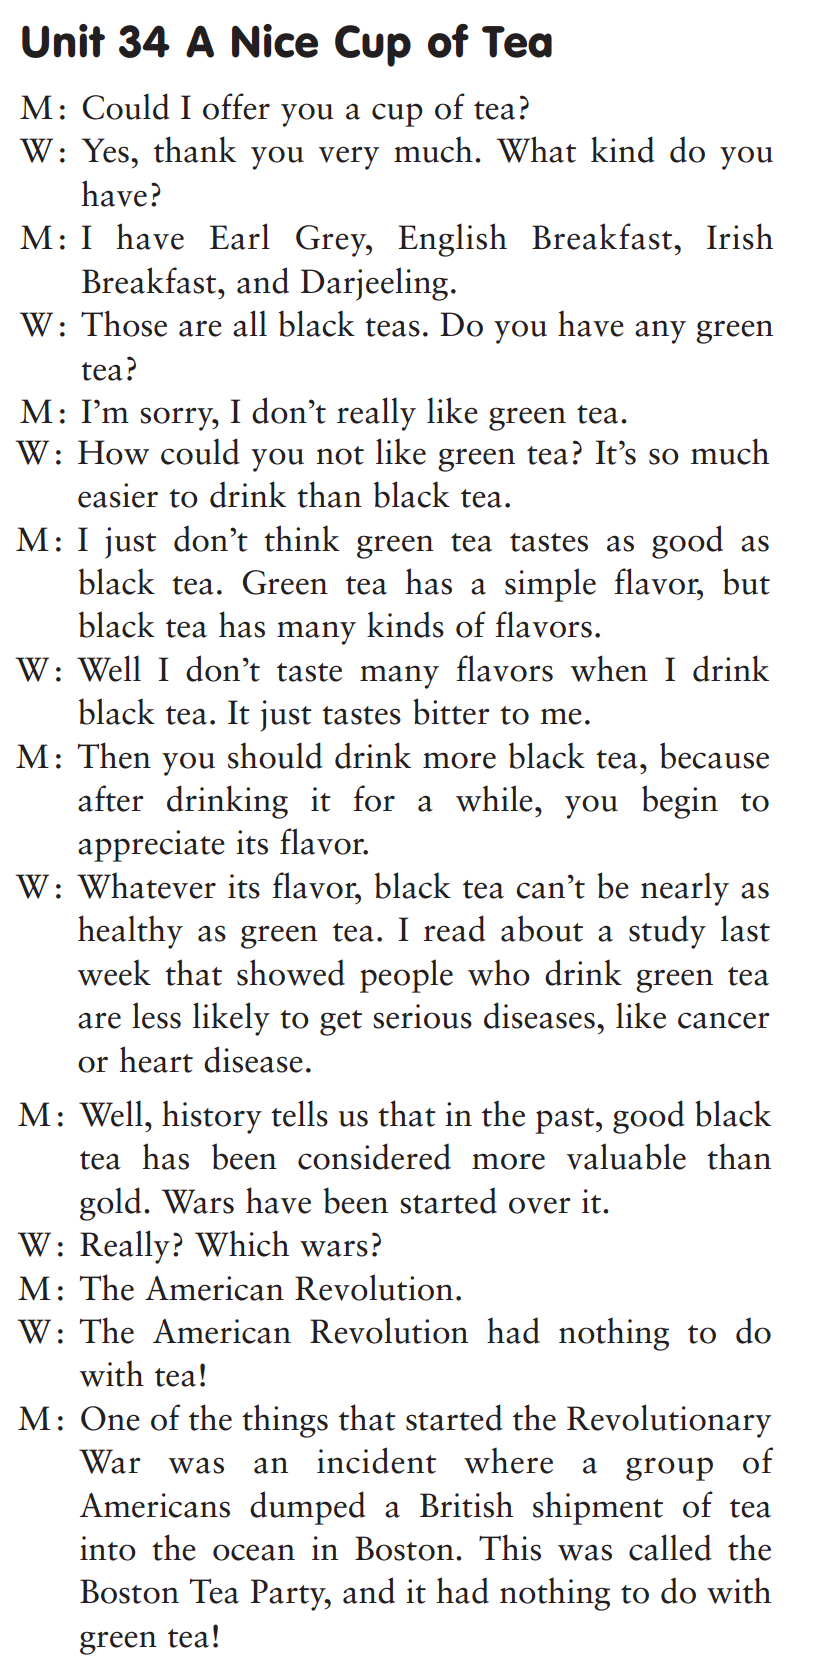 Unit 34 A Nice Cup of Tea
M: Could I offer you a cup of tea?
W: Yes, thank you very much. What kind do you
have?
M: I have Earl Grey, English Breakfast, Irish
Breakfast, and Darjeeling.
W: Those are all black teas. Do you have any green
tea?
M: I'm sorry, I don't really like green tea.
W: How could you not like green tea? It's so much
easier to drink than black tea.
M: I just don't think green tea tastes as good as
black tea. Green tea has a simple flavor, but
black tea has many kinds of flavors.
W: Well I don't taste many flavors when I drink
black tea. It just tastes bitter to me.
M: Then you should drink more black tea, because
after drinking it for a while, you begin to
appreciate its flavor.
W: Whatever its flavor, black tea can't be nearly as
healthy as green tea. I read about a study last
week that showed people who drink green tea
are less likely to get serious diseases, like cancer
or heart disease.
M: Well, history tells us that in the past, good black
tea has been considered more valuable than
gold. Wars have been started over it.
W: Really? Which wars?
M: The American Revolution.
W: The American Revolution had nothing to do
with tea!
M: One of the things that started the Revolutionary
War was an incident where a group of
Americans dumped a British shipment of tea
into the ocean in Boston. This was called the
Boston Tea Party, and it had nothing to do with
green tea!